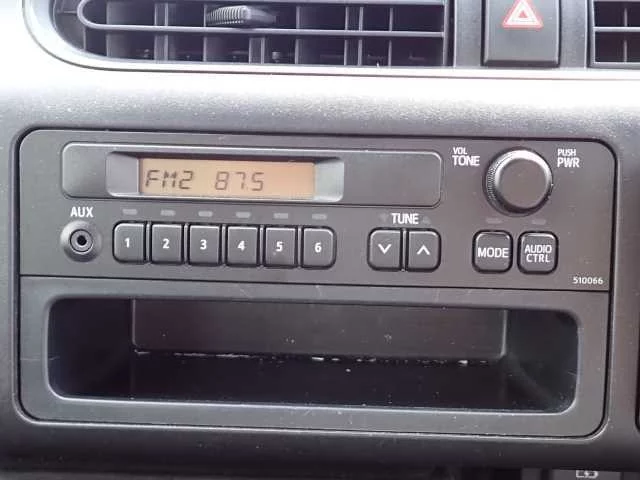 VOL
TONE
PUSH
PWR
FM2 87.5
AUX
TUNE
1 2 3 4 5 6
MODE
AUDIO
CTRL
510066